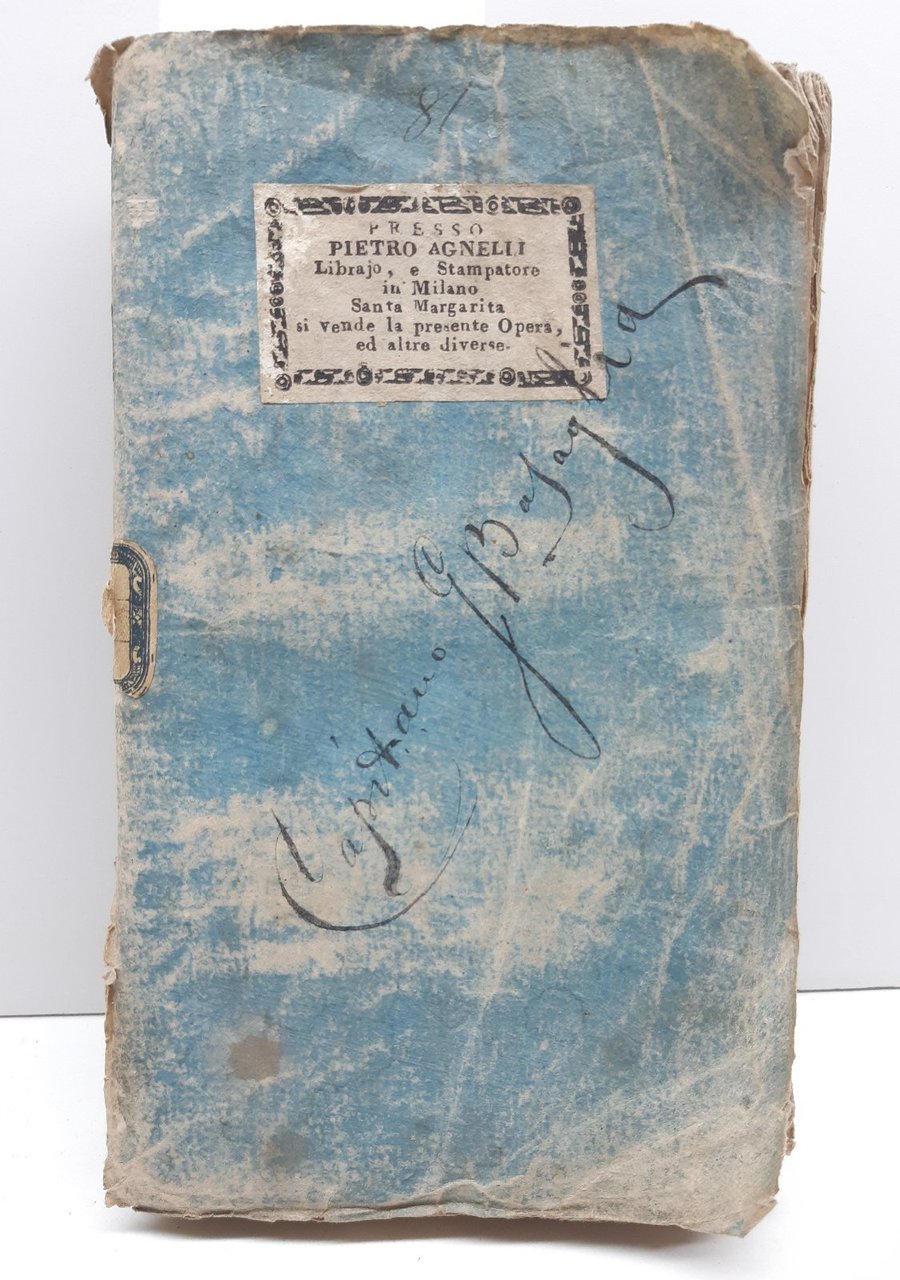 81
PRESSO
PIETRO AGNELLI
Librajo, e Stampatore
in Milano
Santa Margarita
si vende la presente Opera,
ed altre diverse.
Capitano G Basaglia